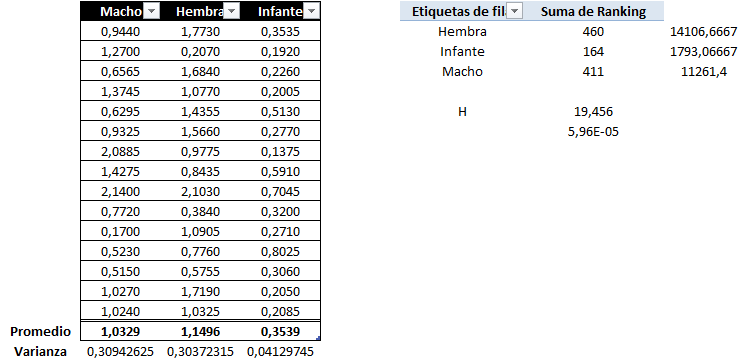 Macho Hembra Infante Etiquetas de fil Suma de Ranking
0,9440 1,7730 0,3535 Hembra 460 14106,6667
1,2700 0,2070 0,1920 Infante 164 1793,06667
0,6565 1,6840 0,2260 Macho 411 11261,4
1,3745 1,0770 0,2005
0,6295 1,4355 0,5130 H 19,456
0,9325 1,5660 0,2770 5,96E-05
2,0885 0,9775 0,1375
1,4275 0,8435 0,5910
2,1400 2,1030 0,7045
0,7720 0,3840 0,3200
0,1700 1,0905 0,2710
0,5230 0,7760 0,8025
0,5150 0,5755 0,3060
1,0270 1,7190 0,2050
1,0240 1,0325 0,2085
Promedio 1,0329 1,1496 0,3539
Varianza 0,30942625 0,30372315 0,04129745